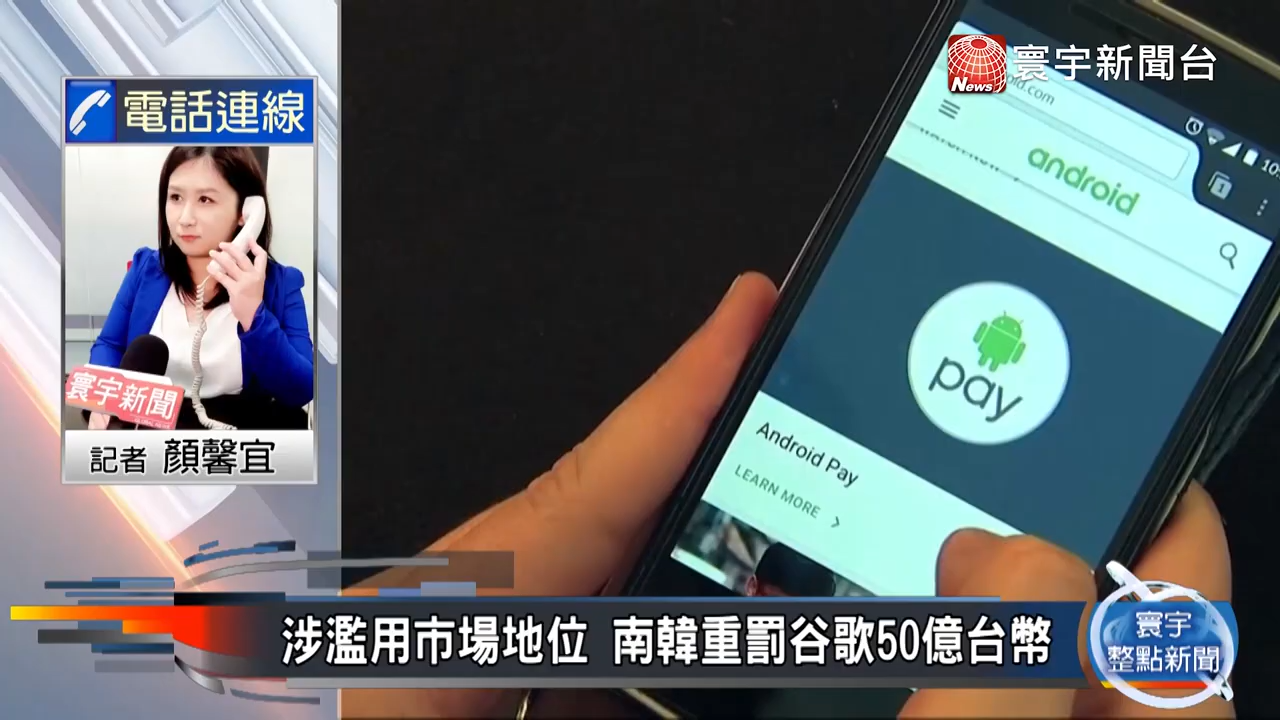 News
寰宇新聞台
電話連線
寰宇新聞
記者 顏馨宜
android
pay
Android Pay
LEARN MORE
涉濫用市場地位 南韓重罰谷歌50億台幣
寰宇
整點新聞